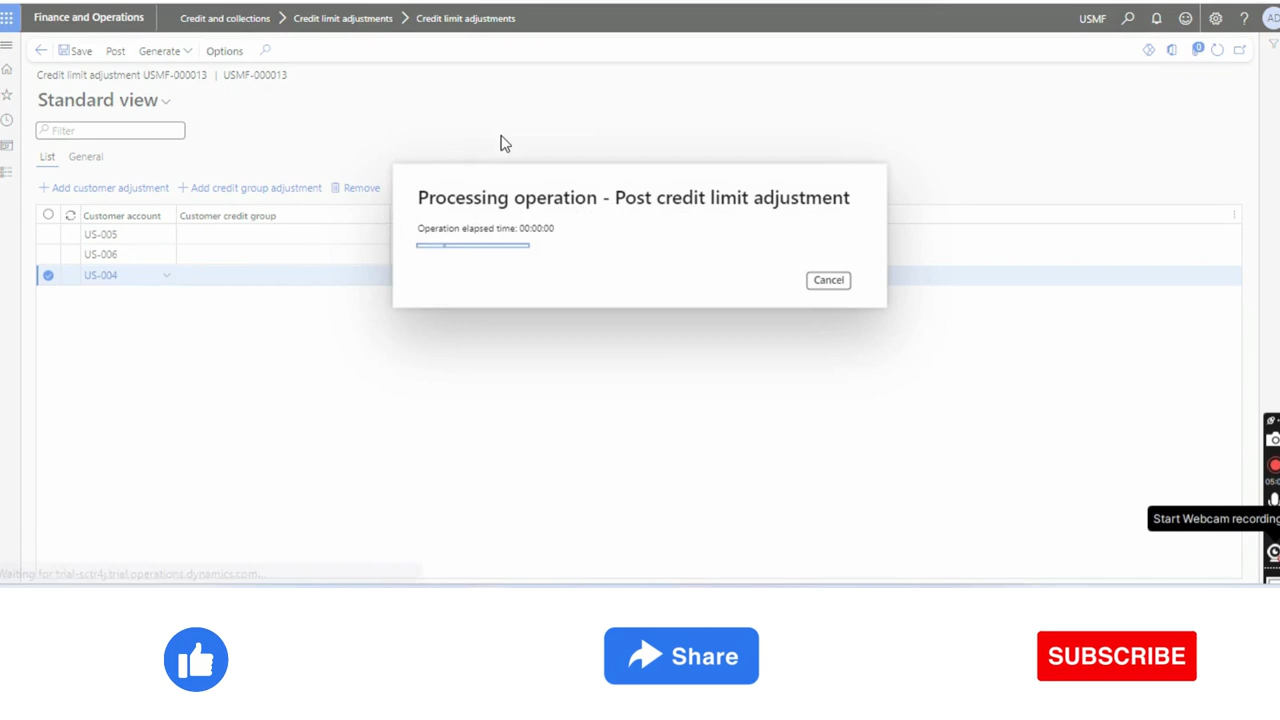 Finance and Operations
Credit and collections
Credit limit adjustments
Credit limit adjustments
USMF
Save
Post
Generate
Options
0
Credit limit adjustment USMF-000013 | USMF-000013
Standard view
Filter
List
General
Add customer adjustment
Add credit group adjustment
Remove
Customer account
Customer credit group
US-005
US-006
US-004
Processing operation - Post credit limit adjustment
Operation elapsed time: 00:00:00
Cancel
Start Webcam recording
Waiting for trial-sctr4j.trial.operations.dynamics.com...
Share
SUBSCRIBE